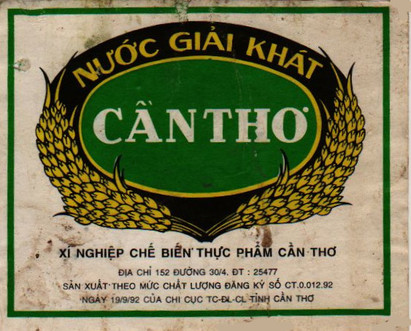 NƯỚC GIẢI KHÁT
CẦN THƠ
XÍ NGHIỆP CHẾ BIẾN THỰC PHẨM CẦN THƠ
ĐỊA CHỈ 152 ĐƯỜNG 30/4. ĐT : 25477
SẢN XUẤT THEO MỨC CHẤT LƯỢNG ĐĂNG KÝ SỐ CT.0.012.92
NGÀY 19/9/92 CỦA CHI CỤC TC-ĐL-CL TỈNH CẦN THƠ